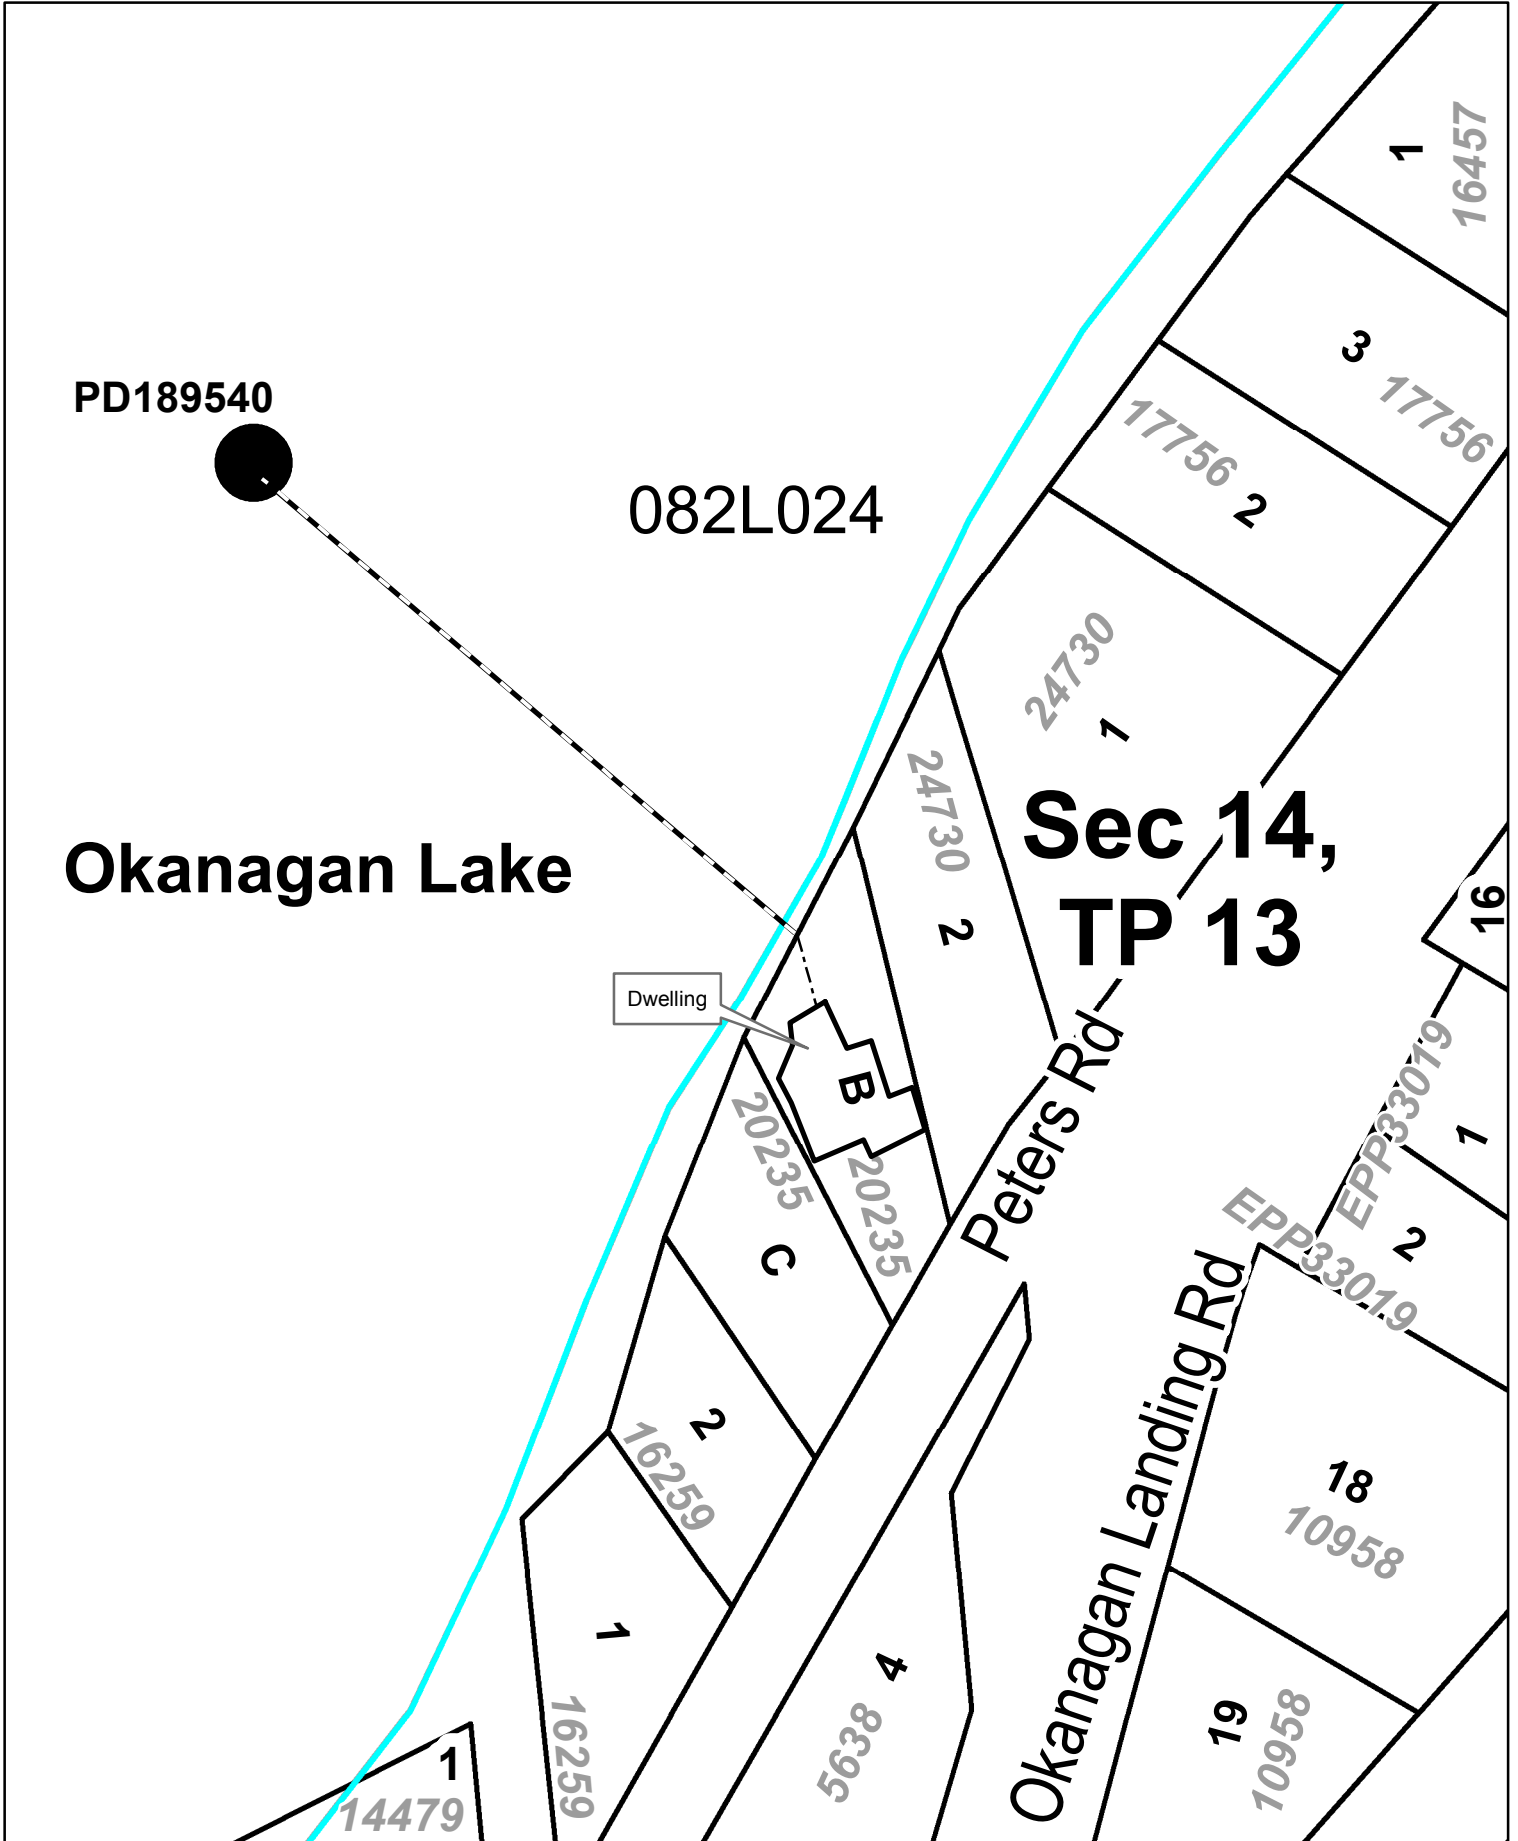 1
16457
3
17756
PD189540
17756
2
082L024
24730
1
24730
2
Sec 14,
TP 13
Okanagan Lake
16
Dwelling
B
20235
20235
C
Peters Rd
EPP33019
1
2
EPP33019
Okanagan Landing Rd
2
16259
18
10958
1
16259
4
5638
19
10958
1
14479